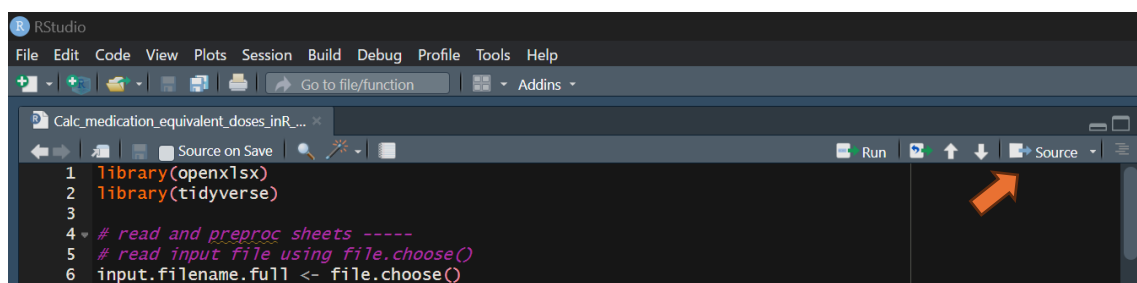 R RStudio
File Edit Code View Plots Session Build Debug Profile Tools Help
Go to file/function Addins
Calc_medication_equivalent_doses_inR_...
Source on Save Run Source
1 library(openxlsx)
2 library(tidyverse)
3
4 # read and preproc sheets -----
5 # read input file using file.choose()
6 input.filename.full <- file.choose()